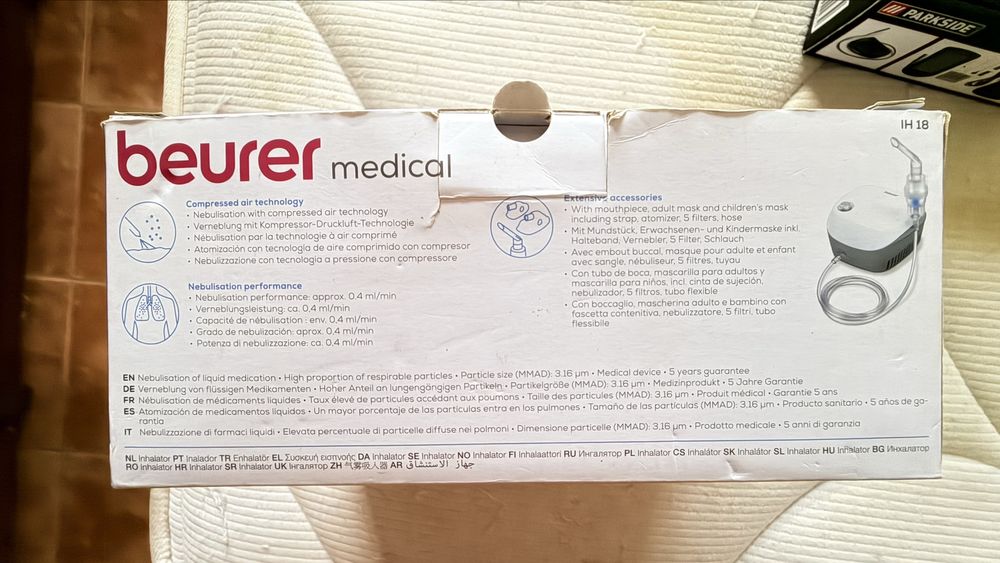 PARKSIDE
IH 18
beurer medical
Compressed air technology
• Nebulisation with compressed air technology
• Verneblung mit Kompressor-Druckluft-Technologie
• Nébulisation par la technologie à air comprimé
• Atomización con tecnología de aire comprimido con compresor
• Nebulizzazione con tecnologia a pressione con compressore
Nebulisation performance
• Nebulisation performance: approx. 0.4 ml/min
• Verneblungsleistung: ca. 0,4 ml/min
• Capacité de nébulisation : env. 0,4 ml/min
• Grado de nebulización: aprox. 0,4 ml/min
• Potenza di nebulizzazione: ca. 0,4 ml/min
Extensive accessories
• With mouthpiece, adult mask and children's mask
including strap, atomizer, 5 filters, hose
• Mit Mundstück, Erwachsenen- und Kindermaske inkl.
Halteband, Vernebler, 5 Filter, Schlauch
• Avec embout buccal, masque pour adulte et enfant
avec sangle, nébuliseur, 5 filtres, tuyau
• Con tubo de boca, mascarilla para adultos y
mascarilla para niños, incl. cinta de sujeción,
nebulizador, 5 filtros, tubo flexible
• Con boccaglio, mascherina adulto e bambino con
fascetta contenitiva, nebulizzatore, 5 filtri, tubo
flessibile
EN Nebulisation of liquid medication • High proportion of respirable particles • Particle size (MMAD): 3.16 µm • Medical device • 5 years guarantee
DE Verneblung von flüssigen Medikamenten • Hoher Anteil an lungengängigen Partikeln • Partikelgröße (MMAD): 3.16 µm • Medizinprodukt • 5 Jahre Garantie
FR Nébulisation de médicaments liquides • Taux élevé de particules accédant aux poumons • Taille des particules (MMAD): 3.16 µm • Produit médical • Garantie 5 ans
ES Atomización de medicamentos líquidos • Un mayor porcentaje de las partículas entra en los pulmones • Tamaño de las partículas (MMAD): 3.16 µm • Producto sanitario • 5 años de ga-
rantía
IT Nebulizzazione di farmaci liquidi • Elevata percentuale di particelle diffuse nei polmoni • Dimensione particelle (MMAD): 3.16 µm • Prodotto medicale • 5 anni di garanzia
NL Inhalator PT Inalador TR Enhalatör EL Συσκευή εισπνοής DA Inhalator SE Inhalator NO Inhalator FI Inhalaattori RU Ингалятор PL Inhalator CS Inhalátor SK Inhalátor SL Inhalator HU Inhalator BG Инхалатор
RO Inhalator HR Inhalator SR Inhalator UK Інгалятор ZH 气雾吸入器 AR جهاز الاستنشاق